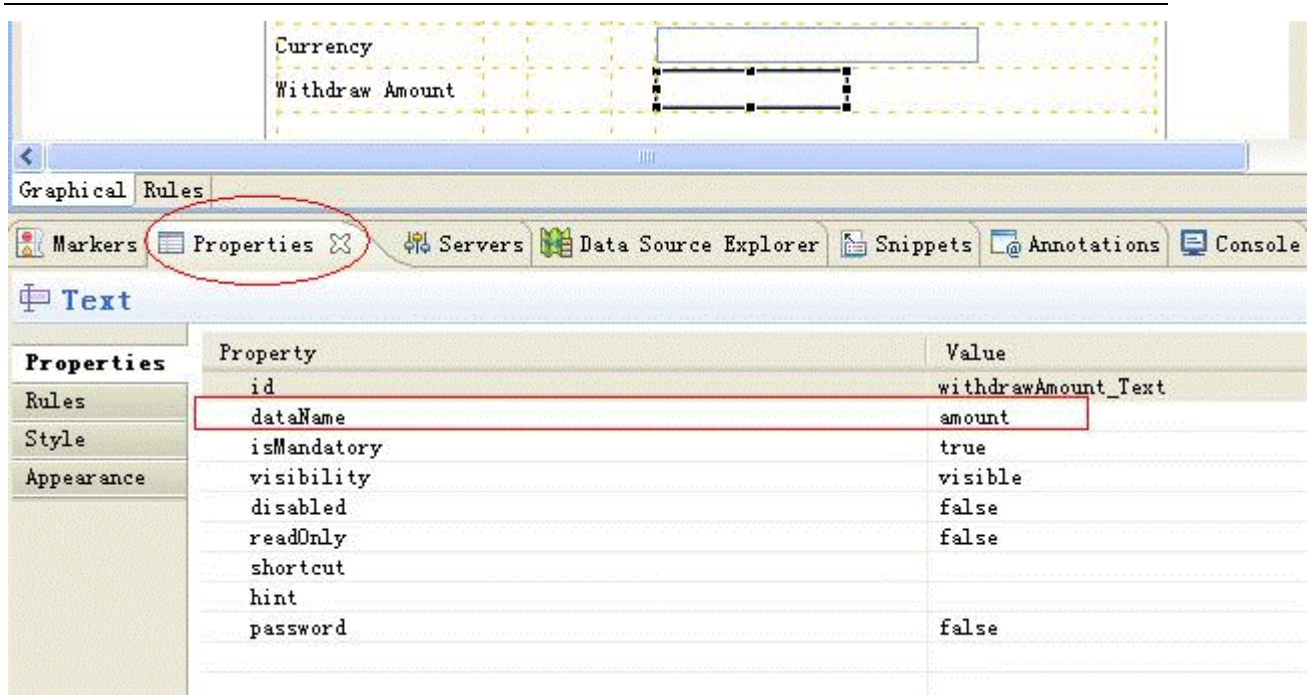 Currency
Withdraw Amount
Graphical Rules
Markers Properties Servers Data Source Explorer Snippets Annotations Console
Text
Properties
Rules
Style
Appearance
Property Value
id withdrawAmount_Text
dataName amount
isMandatory true
visibility visible
disabled false
readOnly false
shortcut
hint
password false